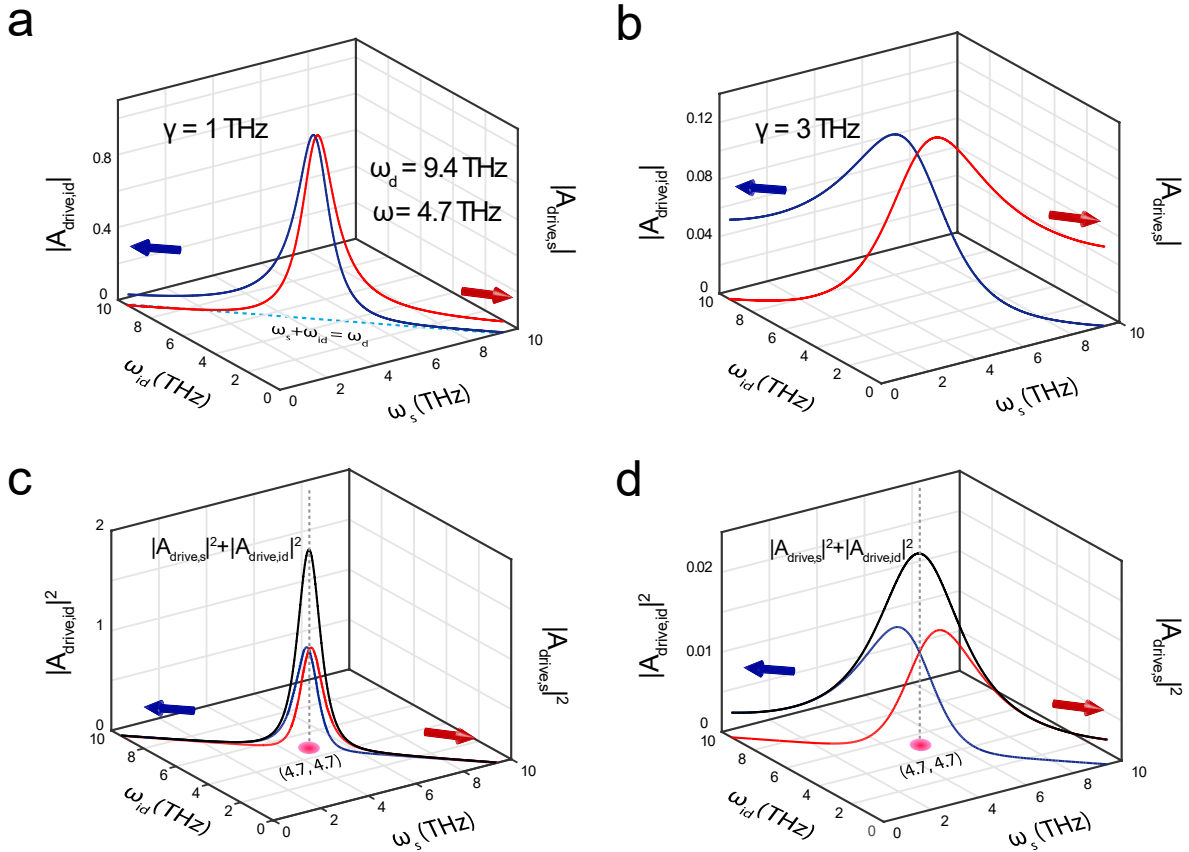 a
γ = 1 THz
ω_d = 9.4 THz
ω = 4.7 THz
|A_drive,id|
|A_drive,s|
0.8
0.4
0
10
8
6
4
2
0
ω_id (THz)
0
2
4
6
8
10
ω_s (THz)
ω_s+ω_id = ω_d
b
γ = 3 THz
|A_drive,id|
|A_drive,s|
0.12
0.08
0.04
0
10
8
6
4
2
0
ω_id (THz)
0
2
4
6
8
10
ω_s (THz)
c
|A_drive,s|²+|A_drive,id|²
|A_drive,id|²
|A_drive,s|²
2
1
0
10
8
6
4
2
0
ω_id (THz)
0
2
4
6
8
10
ω_s (THz)
(4.7, 4.7)
d
|A_drive,s|²+|A_drive,id|²
|A_drive,id|²
|A_drive,s|²
0.02
0.01
0
10
8
6
4
2
0
ω_id (THz)
0
2
4
6
8
10
ω_s (THz)
(4.7, 4.7)